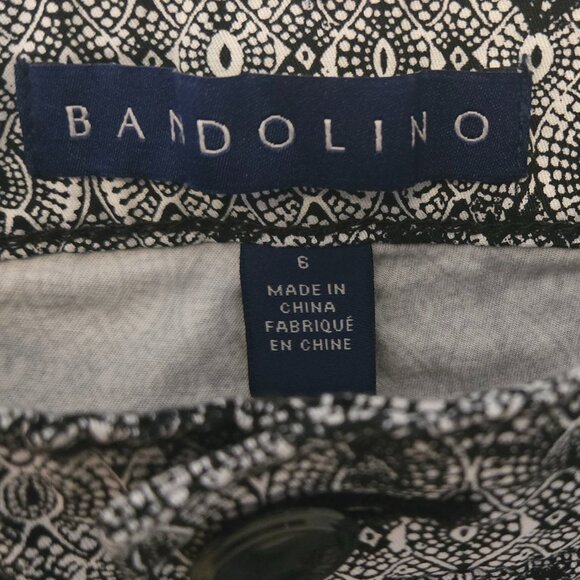 BANDOLINO
6
MADE IN
CHINA
FABRIQUÉ
EN CHINE